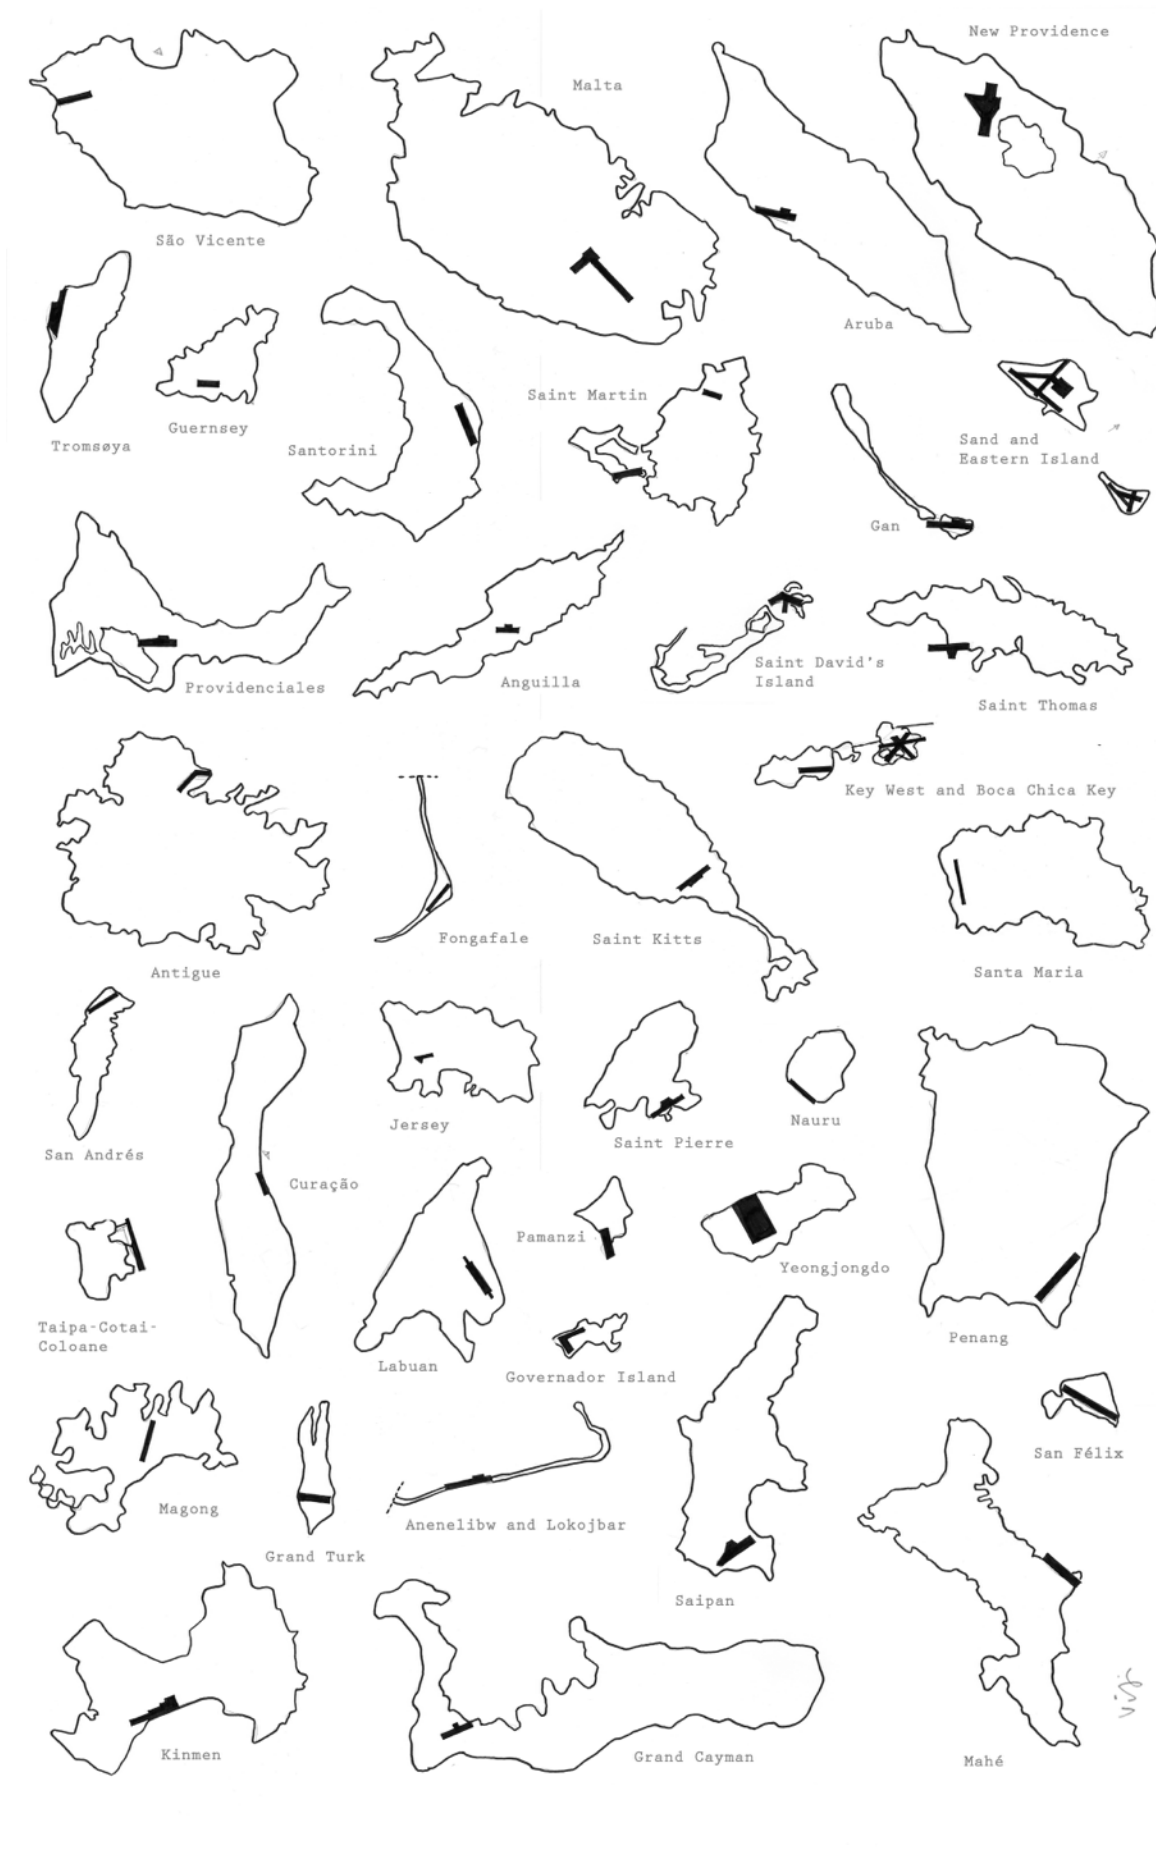 New Providence
Malta
São Vicente
Aruba
Tromsøya
Guernsey
Santorini
Saint Martin
Sand and
Eastern Island
Gan
Providenciales
Anguilla
Saint David's
Island
Saint Thomas
Key West and Boca Chica Key
Antigue
Fongafale
Saint Kitts
Santa Maria
San Andrés
Curaçao
Jersey
Saint Pierre
Nauru
Taipa-Cotai-
Coloane
Labuan
Pamanzi
Yeongjongdo
Governador Island
Penang
Magong
Grand Turk
Anenelibw and Lokojbar
Saipan
San Félix
Kinmen
Grand Cayman
Mahé